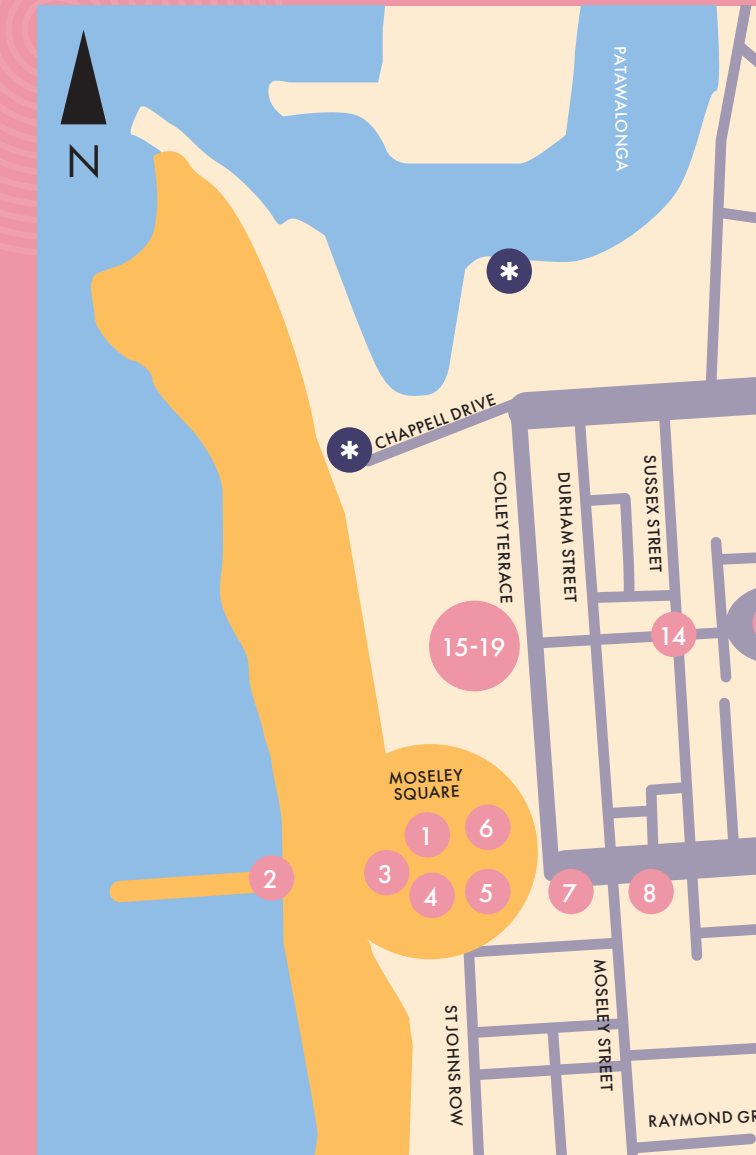 N
PATAWALONGA
*
*
CHAPPELL DRIVE
COLLEY TERRACE
DURHAM STREET
SUSSEX STREET
14
15-19
MOSELEY
SQUARE
1
6
3
2
4
5
7
8
MOSELEY STREET
ST JOHNS ROW
RAYMOND GR